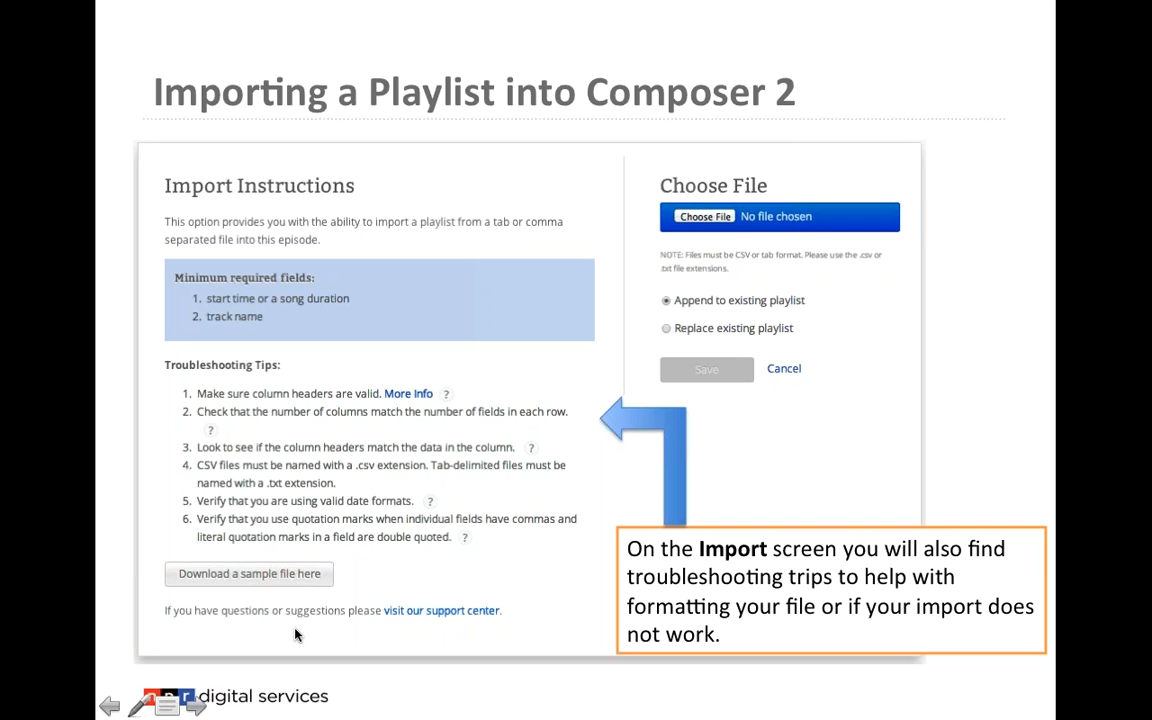 Importing a Playlist into Composer 2
Import Instructions
This option provides you with the ability to import a playlist from a tab or comma
separated file into this episode.
Minimum required fields:
1. start time or a song duration
2. track name
Troubleshooting Tips:
1. Make sure column headers are valid. More Info ?
2. Check that the number of columns match the number of fields in each row.
?
3. Look to see if the column headers match the data in the column. ?
4. CSV files must be named with a .csv extension. Tab-delimited files must be
named with a .txt extension.
5. Verify that you are using valid date formats. ?
6. Verify that you use quotation marks when individual fields have commas and
literal quotation marks in a field are double quoted. ?
Download a sample file here
If you have questions or suggestions please visit our support center.
Choose File
Choose File No file chosen
NOTE: Files must be CSV or tab format. Please use the .csv or
.txt file extensions.
Append to existing playlist
Replace existing playlist
Save Cancel
On the Import screen you will also find
troubleshooting trips to help with
formatting your file or if your import does
not work.
digital services